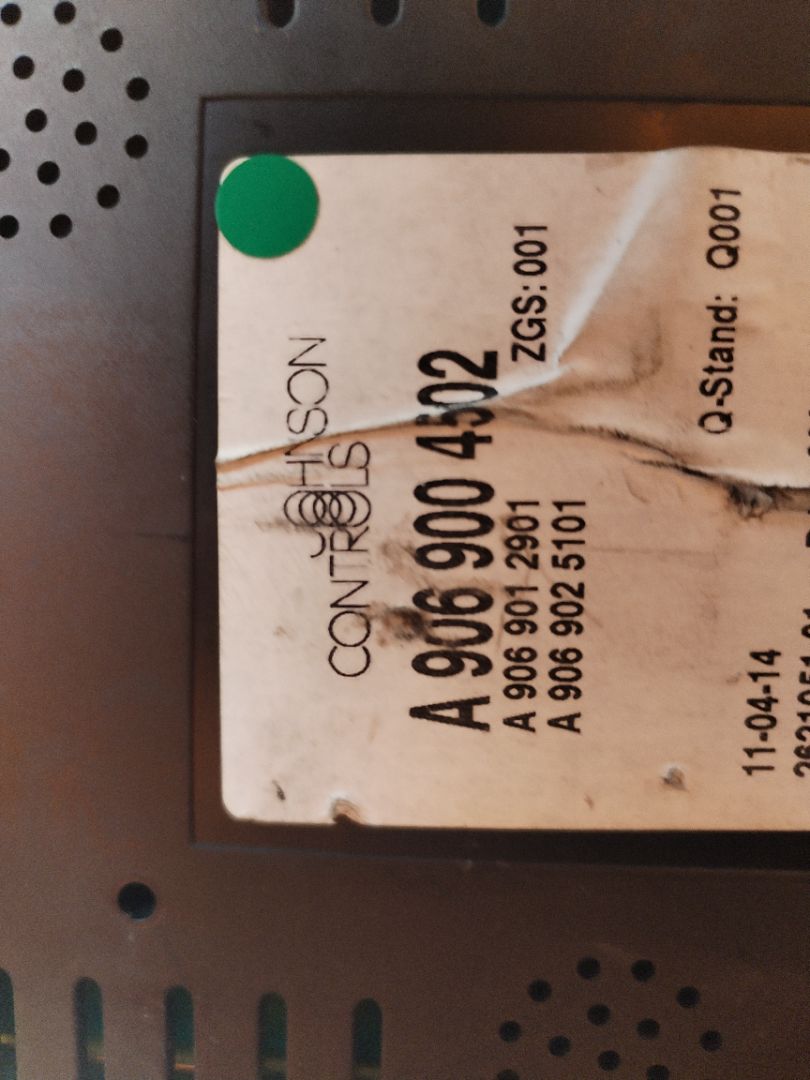 JOHNSON
CONTROLS
A 906 900 4502
A 906 901 2901 ZGS:001
A 906 902 5101
Q-Stand: Q001
11-04-14